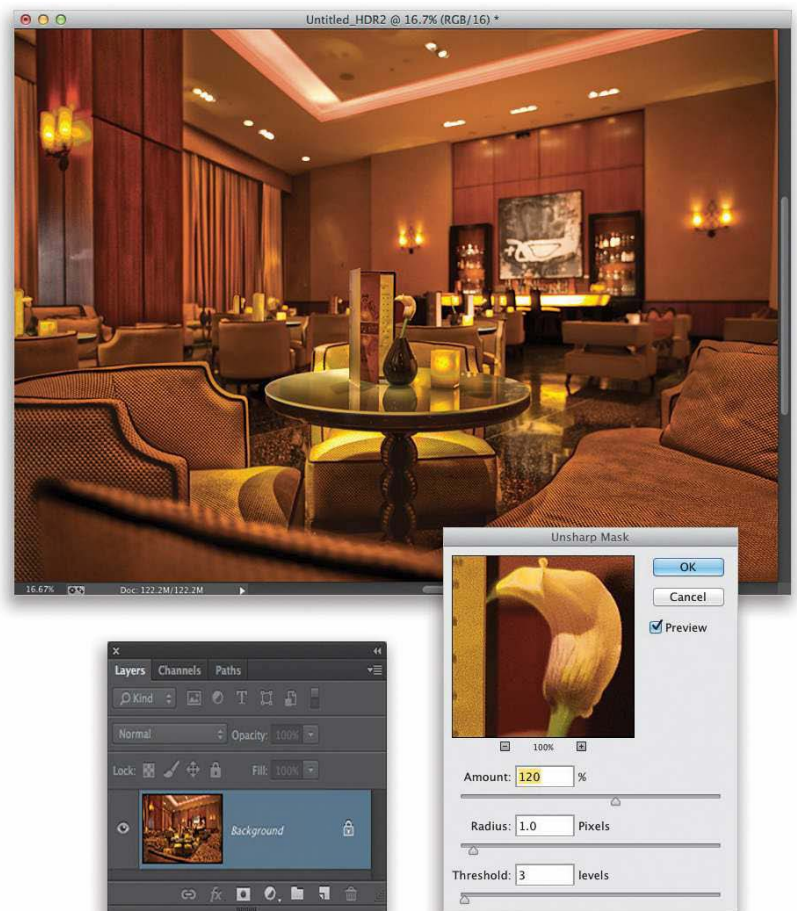 Untitled_HDR2 @ 16.7% (RGB/16) *
16.67%
Doc: 122.2M/122.2M
Unsharp Mask
OK
Cancel
Preview
100%
Amount: 120 %
Radius: 1.0 Pixels
Threshold: 3 levels
Layers Channels Paths
Kind
Normal
Opacity: 100%
Lock:
Fill: 100%
Background
fx